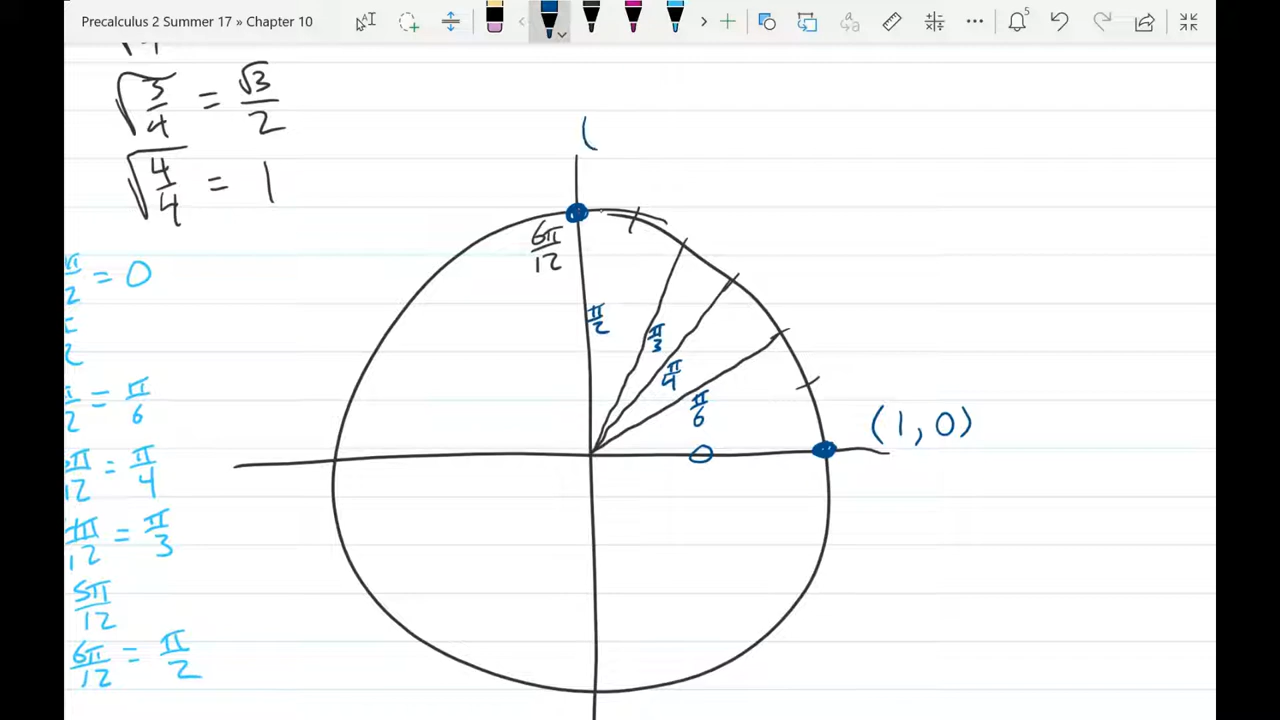 Precalculus 2 Summer 17 » Chapter 10
5
√3/4 = √3/2
√4/4 = 1
(
= 0
6π/12
π/2
π/3
= π/6
π/4
π/6
(1, 0)
0
= π/4
= π/3
5π/12
6π/12 = π/2